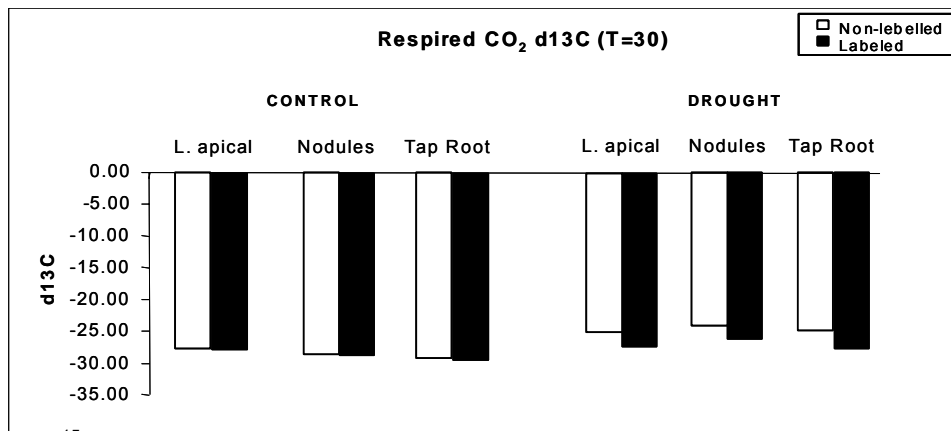 Respired CO₂ d13C (T=30)
Non-lebelled
Labeled
CONTROL
DROUGHT
L. apical Nodules Tap Root L. apical Nodules Tap Root
0.00
-5.00
-10.00
-15.00
-20.00
-25.00
-30.00
-35.00
d13C